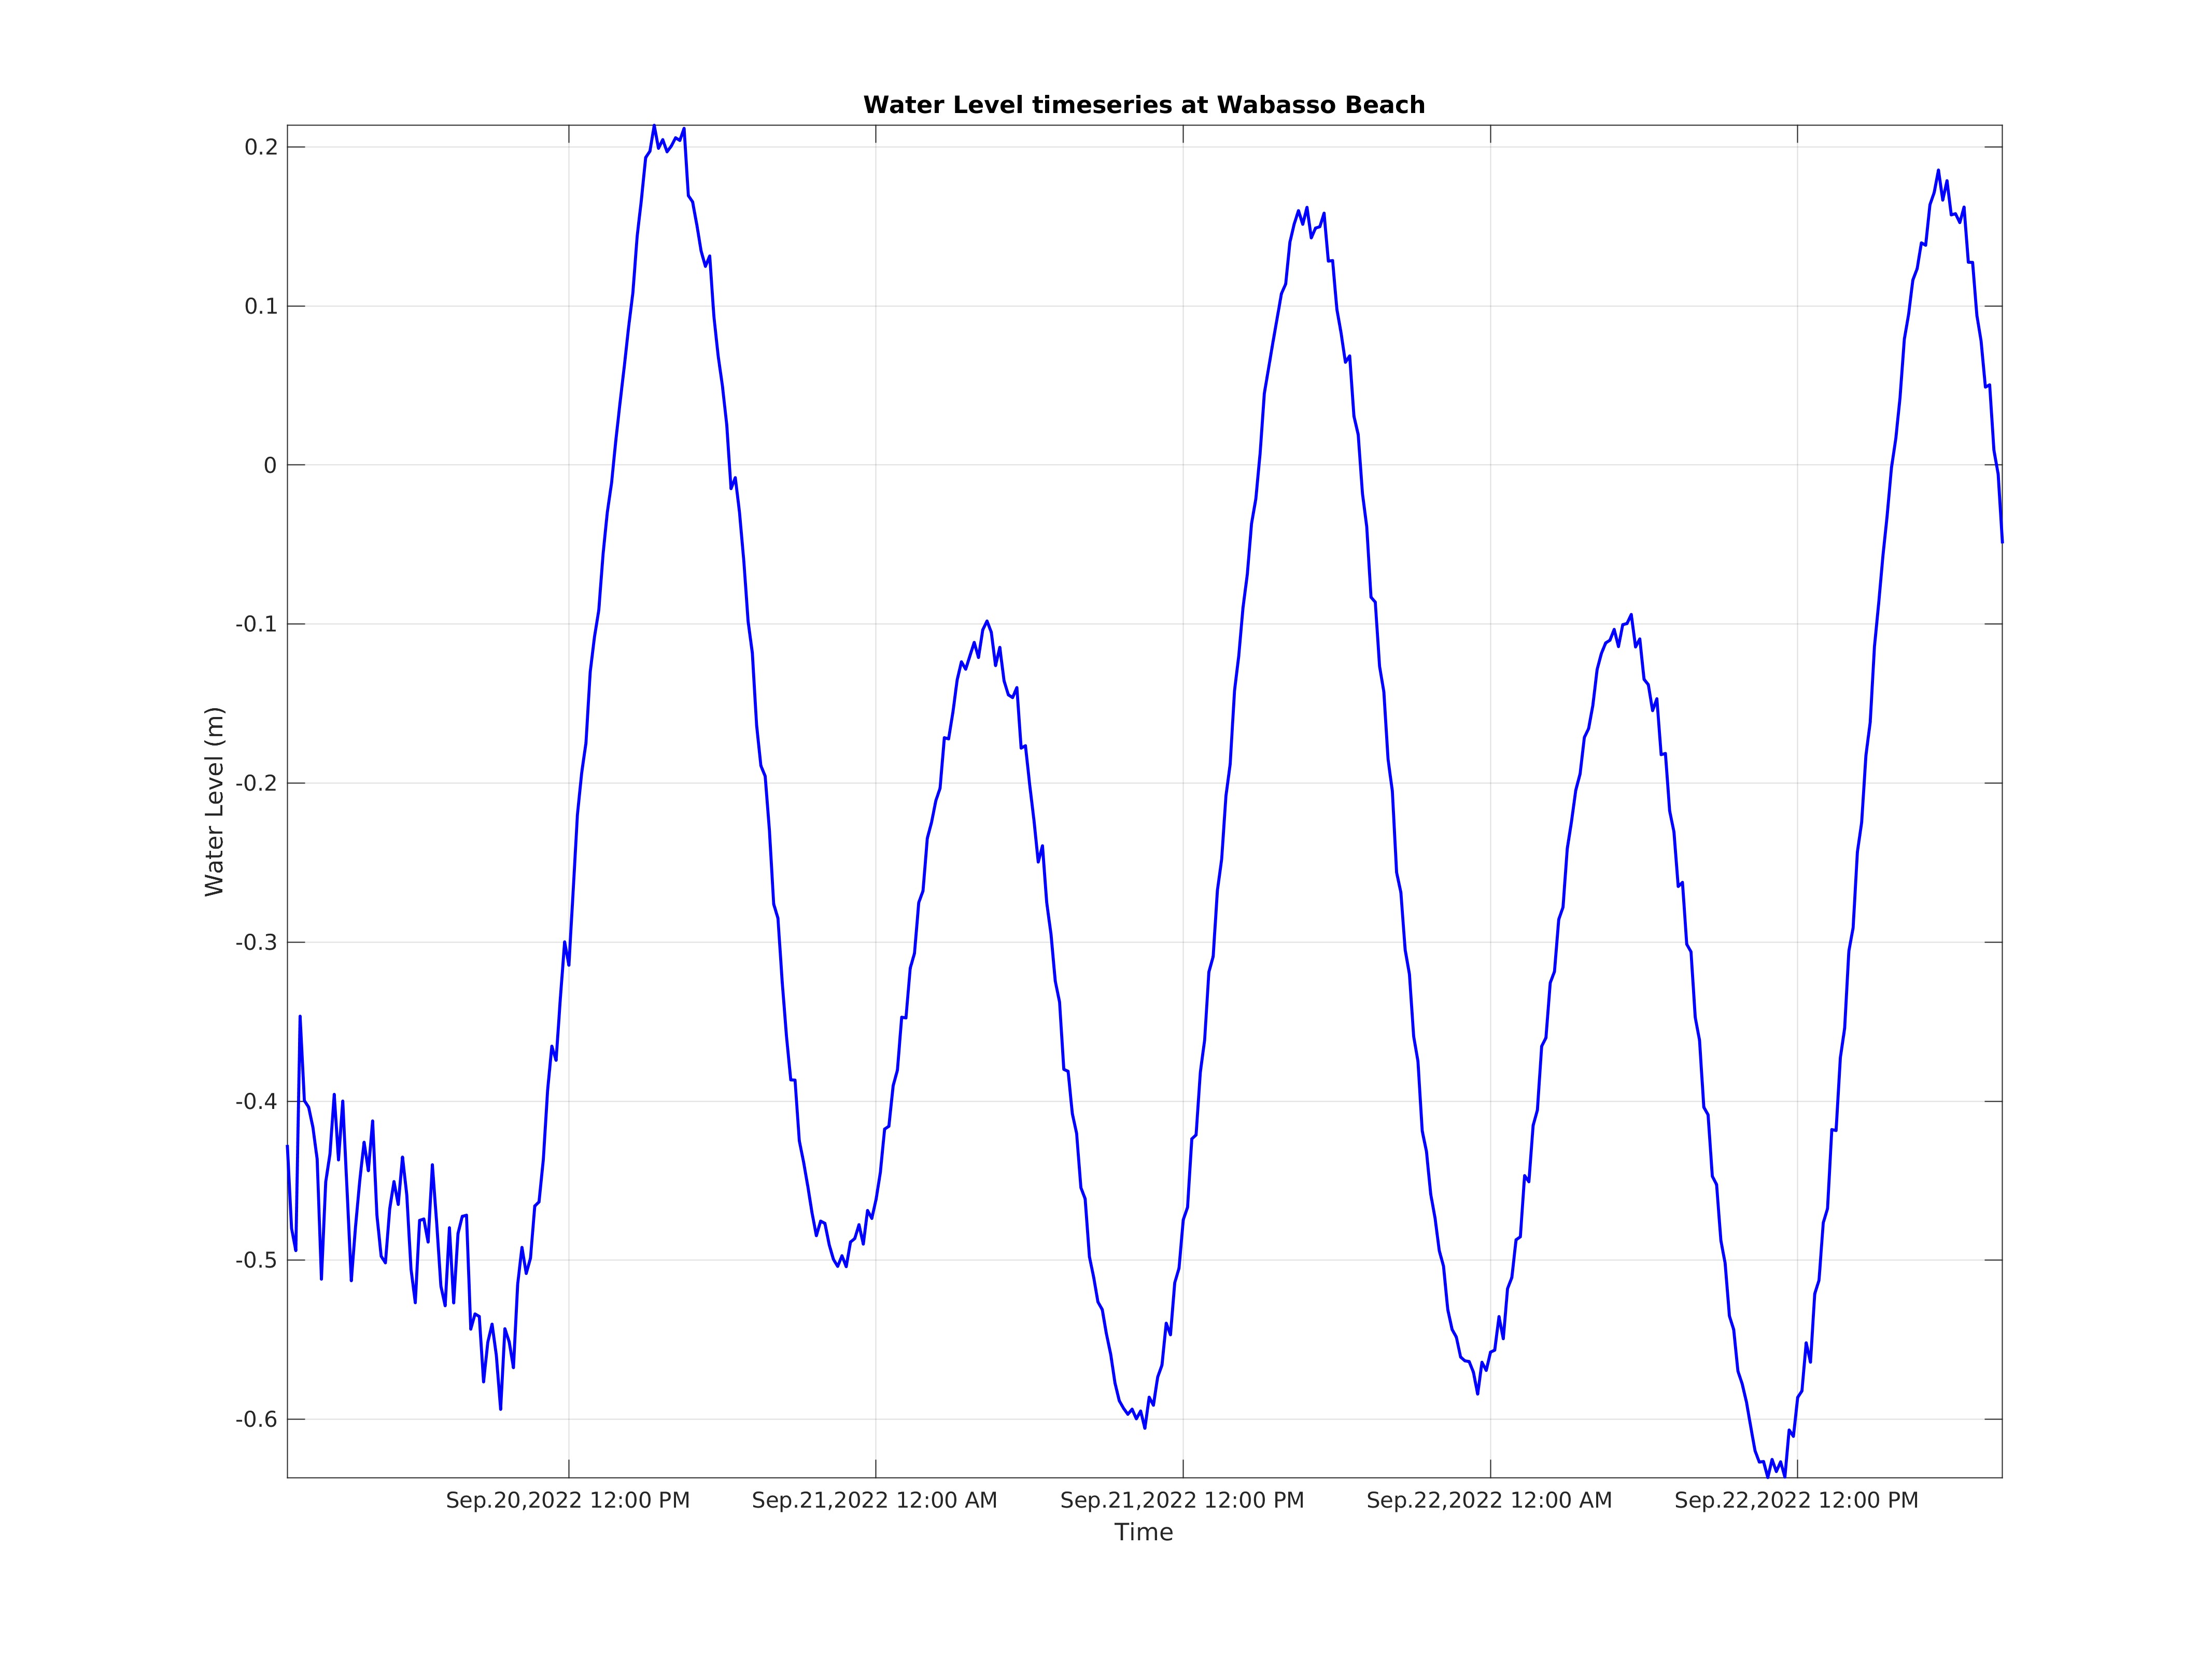 Water Level timeseries at Wabasso Beach
0.2
0.1
0
-0.1
-0.2
-0.3
-0.4
-0.5
-0.6
Water Level (m)
Sep.20,2022 12:00 PM
Sep.21,2022 12:00 AM
Sep.21,2022 12:00 PM
Sep.22,2022 12:00 AM
Sep.22,2022 12:00 PM
Time